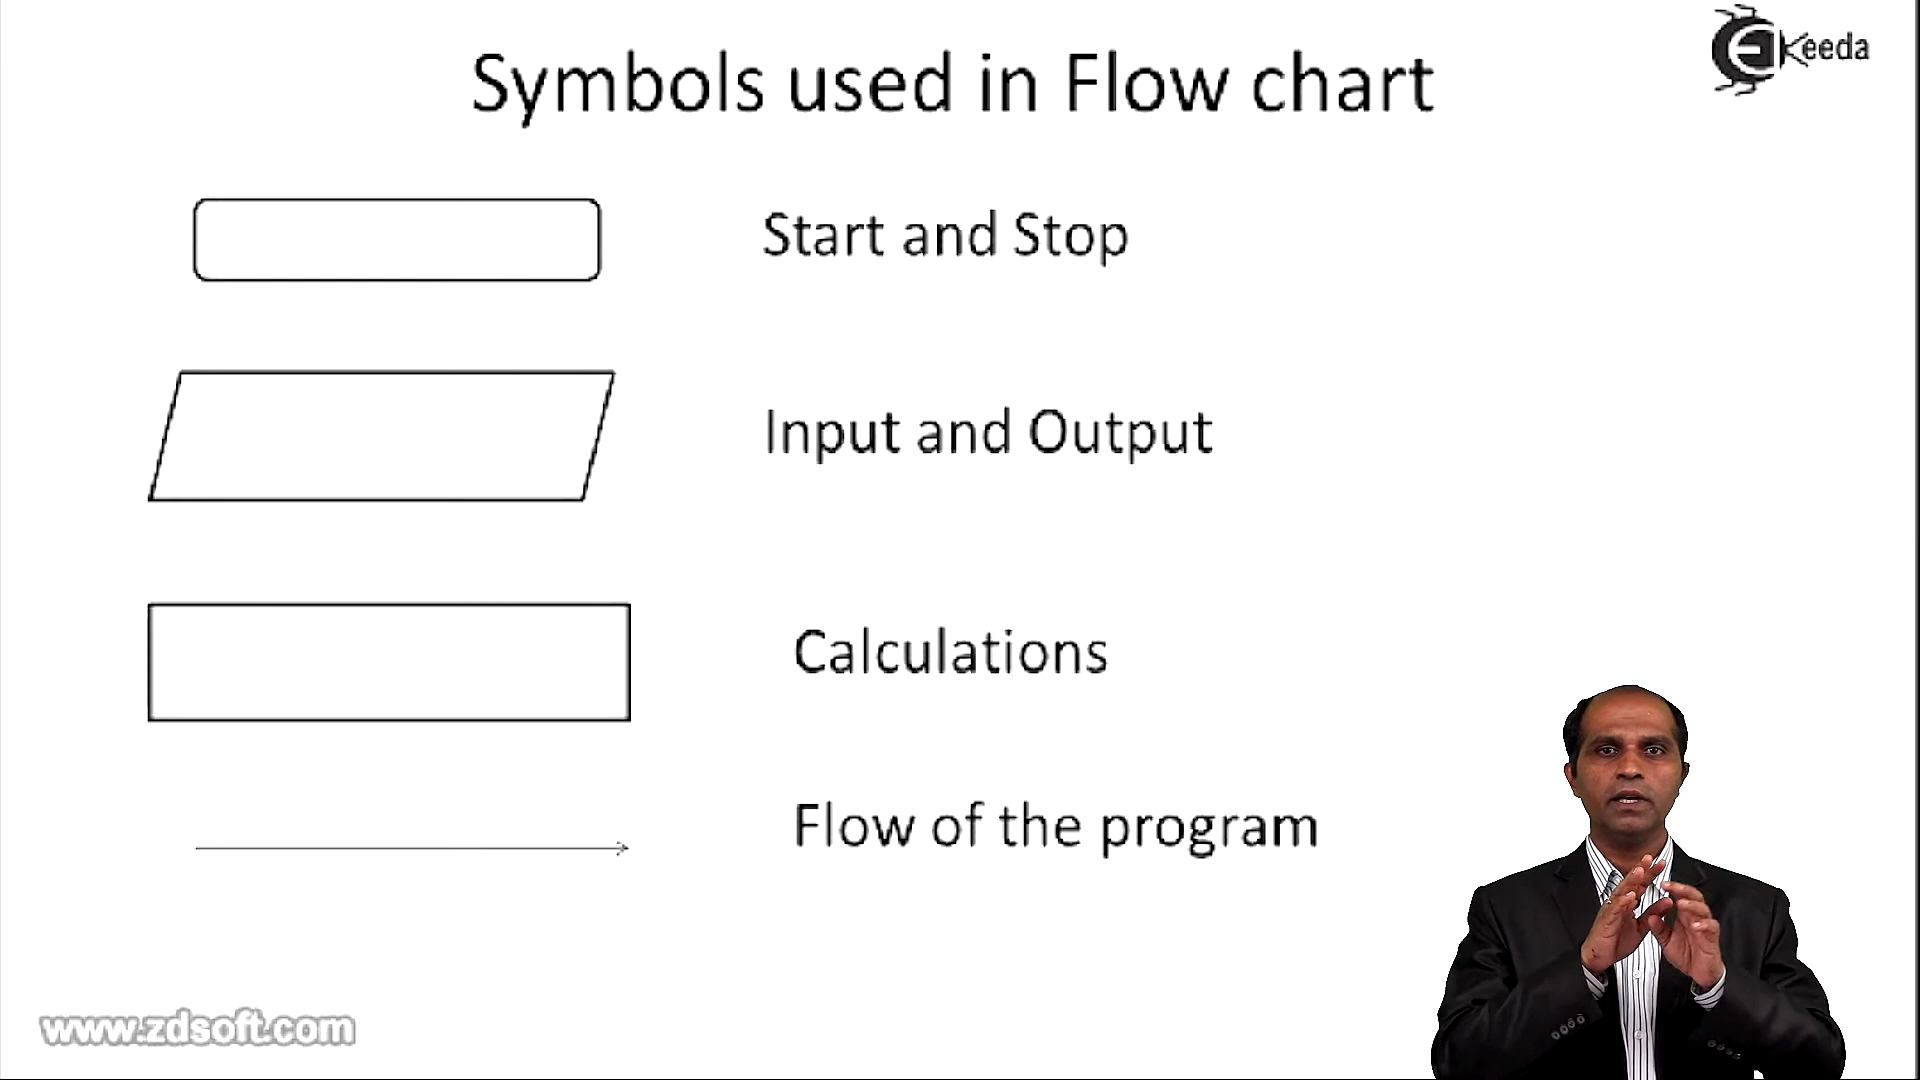 Symbols used in Flow chart
Keeda
Start and Stop
Input and Output
Calculations
Flow of the program
www.zdsoft.com